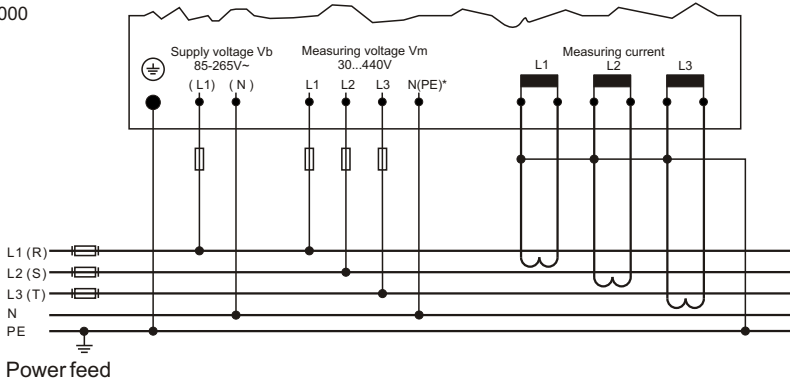 000
Supply voltage Vb
85-265V~
Measuring voltage Vm
30...440V
Measuring current
( L1) ( N )
L1 L2 L3 N(PE)*
L1 L2 L3
L1 (R)
L2 (S)
L3 (T)
N
PE
Power feed